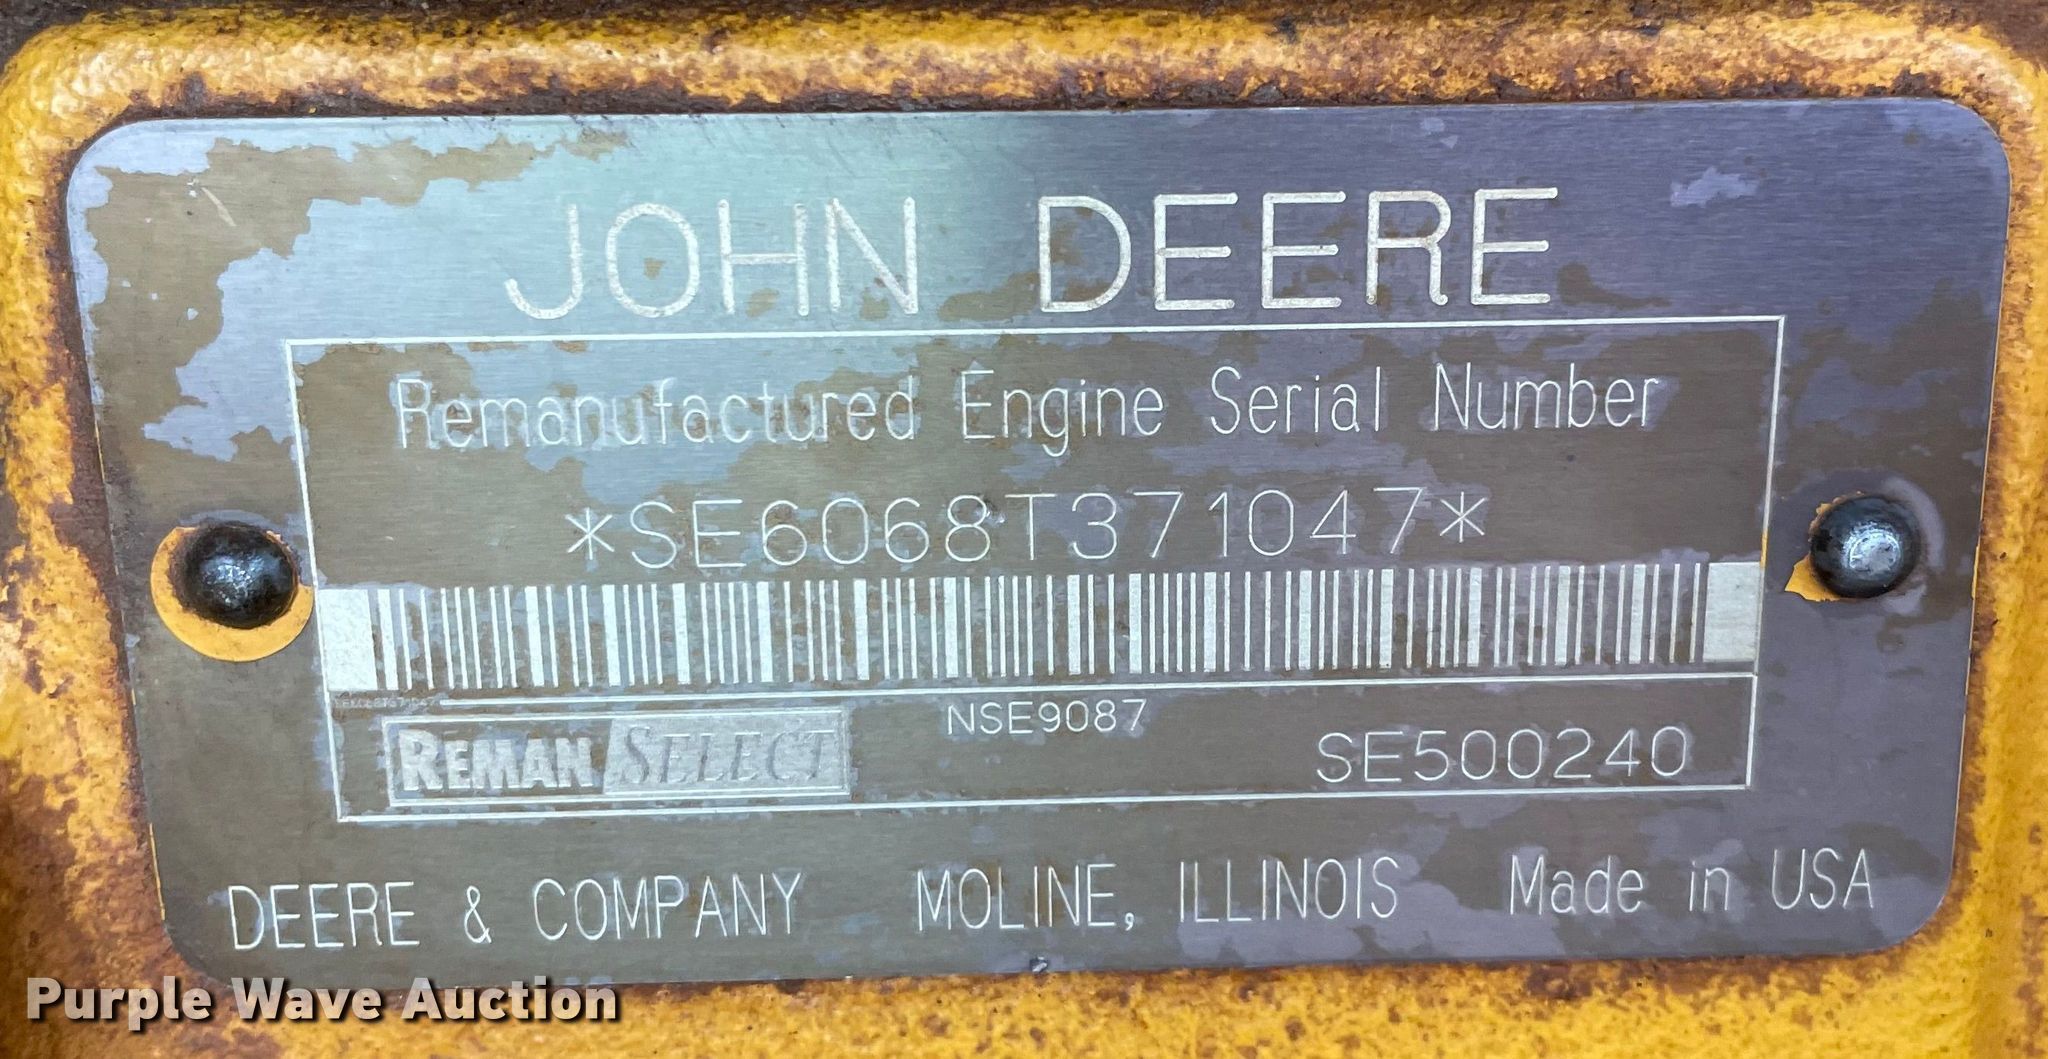 JOHN DEERE
Remanufactured Engine Serial Number
*SE6068T371047*
NSE9087
REMAN SELECT
SE500240
DEERE & COMPANY MOLINE, ILLINOIS Made in USA
Purple Wave Auction